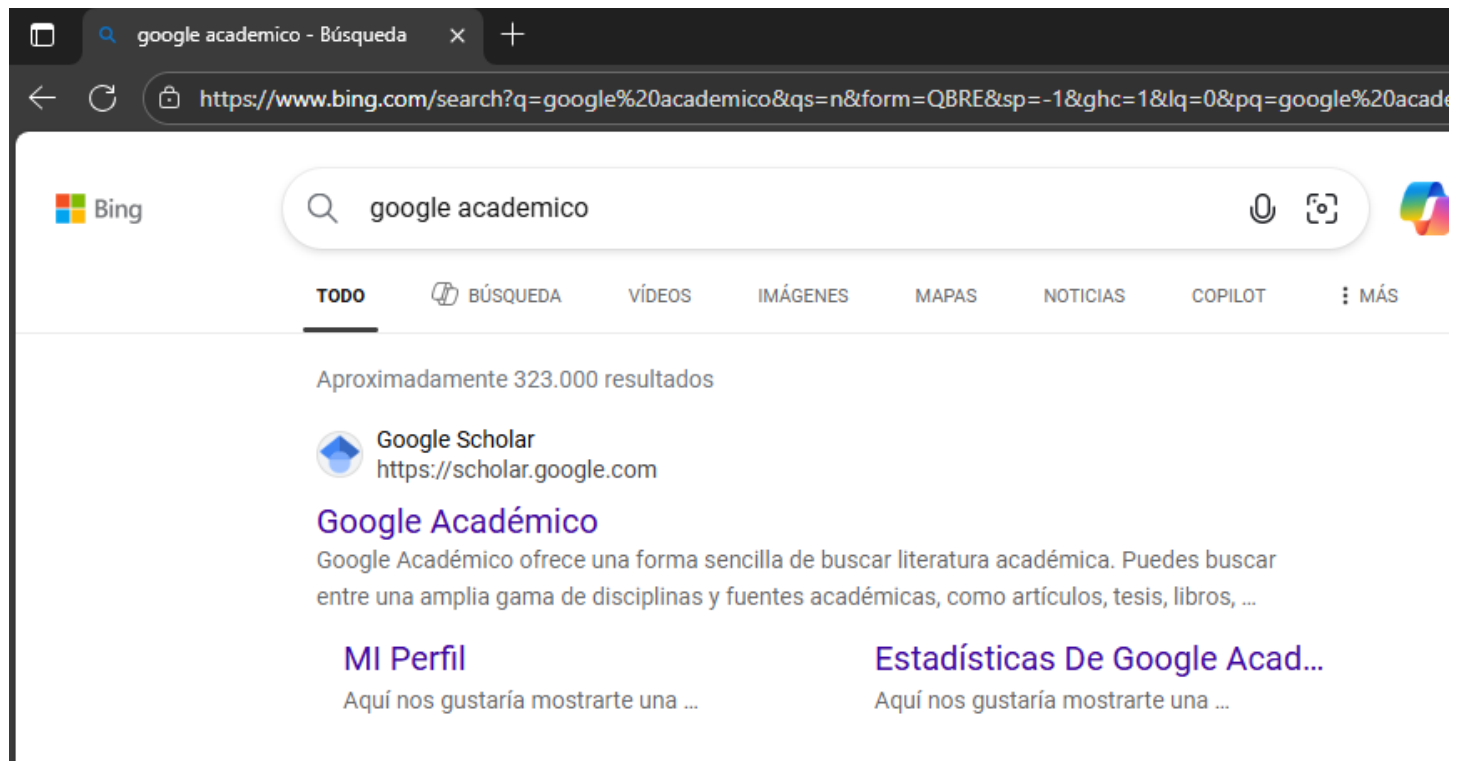 google academico - Búsqueda
https://www.bing.com/search?q=google%20academico&qs=n&form=QBRE&sp=-1&ghc=1&lq=0&pq=google%20acade
Bing
google academico
TODO BÚSQUEDA VÍDEOS IMÁGENES MAPAS NOTICIAS COPILOT MÁS
Aproximadamente 323.000 resultados
Google Scholar
https://scholar.google.com
Google Académico
Google Académico ofrece una forma sencilla de buscar literatura académica. Puedes buscar
entre una amplia gama de disciplinas y fuentes académicas, como artículos, tesis, libros, ...
MI Perfil
Aquí nos gustaría mostrarte una ...
Estadísticas De Google Acad...
Aquí nos gustaría mostrarte una ...